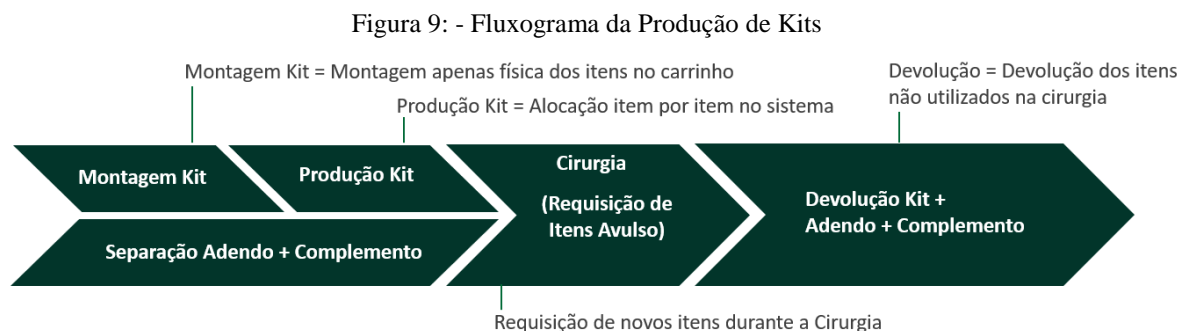 Figura 9: - Fluxograma da Produção de Kits
Montagem Kit = Montagem apenas física dos itens no carrinho
Devolução = Devolução dos itens
não utilizados na cirurgia
Produção Kit = Alocação item por item no sistema
Montagem Kit
Produção Kit
Cirurgia
(Requisição de
Itens Avulso)
Devolução Kit +
Adendo + Complemento
Separação Adendo + Complemento
Requisição de novos itens durante a Cirurgia